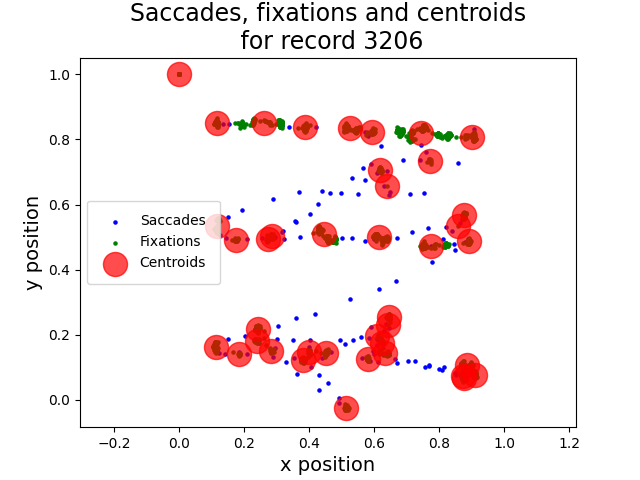 Saccades, fixations and centroids
for record 3206
1.0
0.8
0.6
0.4
0.2
0.0
y position
Saccades
Fixations
Centroids
−0.2
0.0
0.2
0.4
0.6
0.8
1.0
1.2
x position